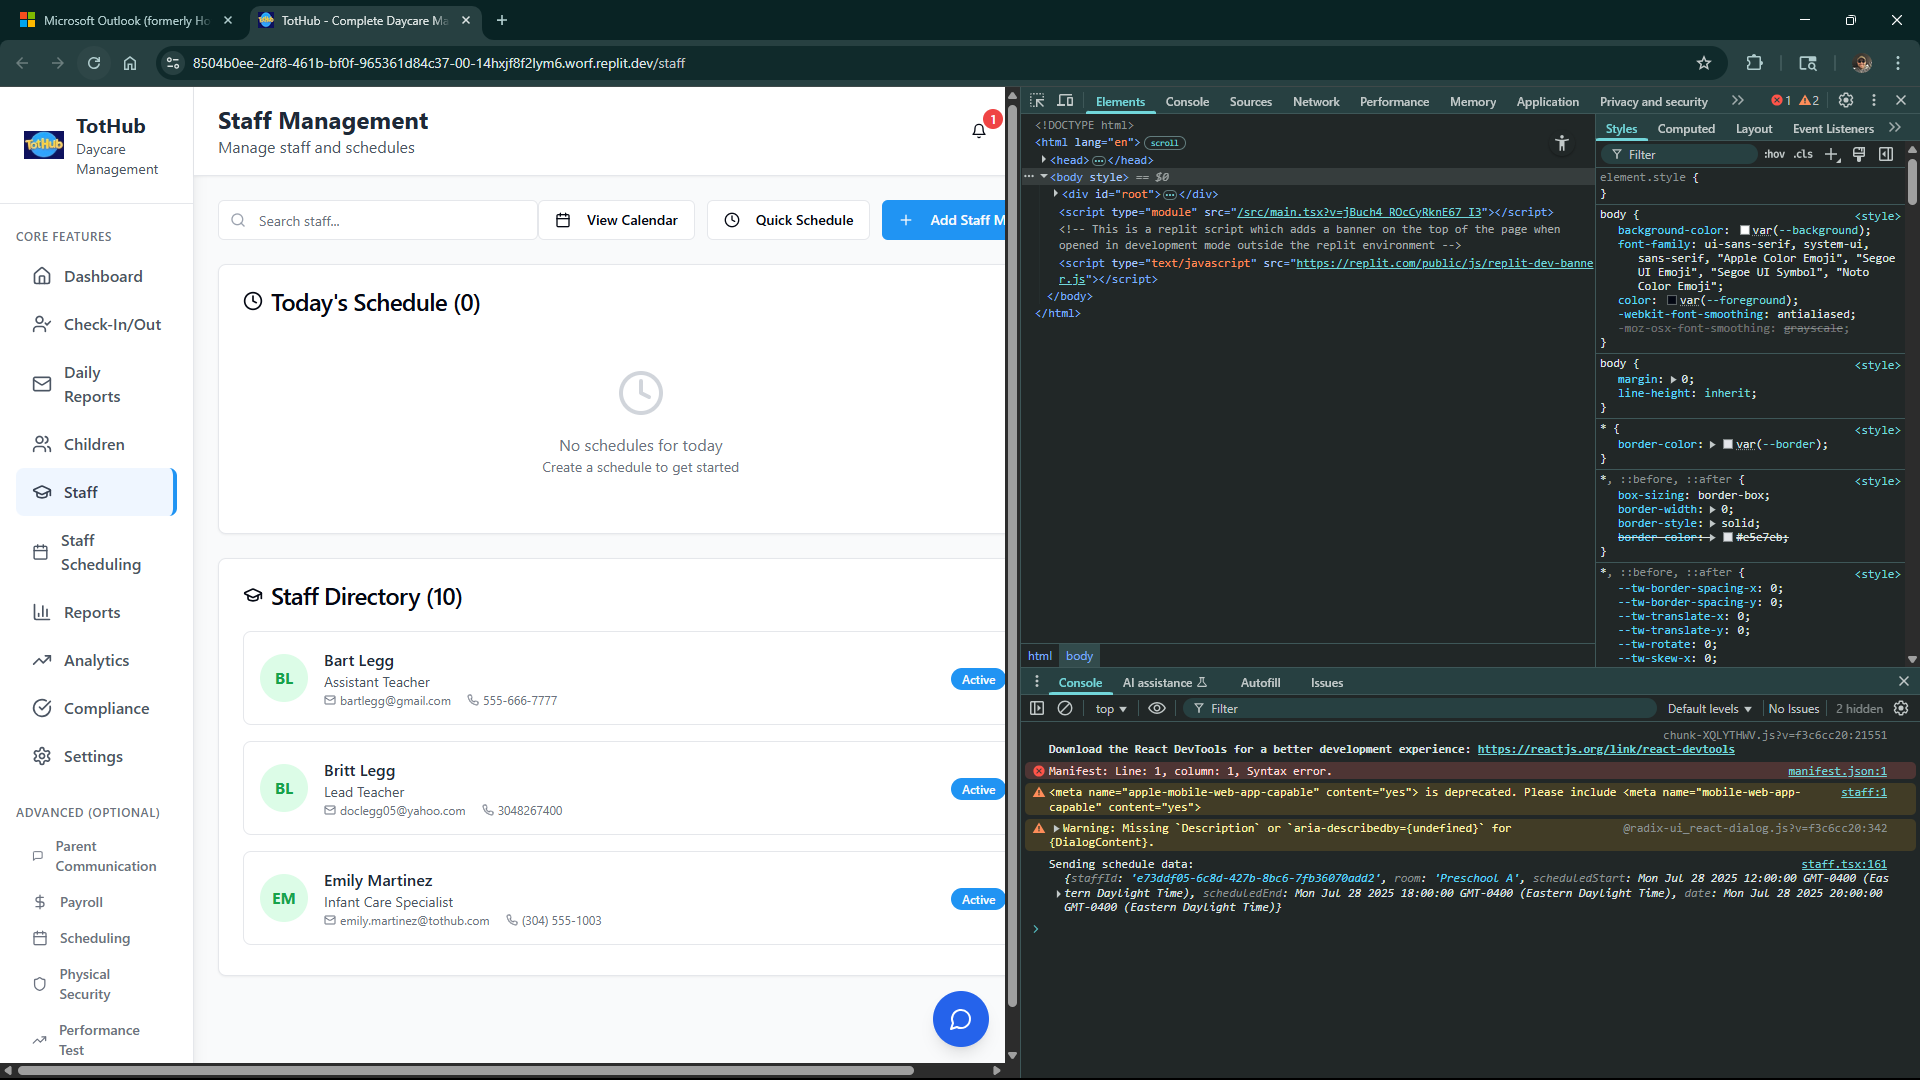 Microsoft Outlook (formerly Ho
TotHub - Complete Daycare Ma
8504b0ee-2df8-461b-bf0f-965361d84c37-00-14hxjf8f2lym6.worf.replit.dev/staff
TotHub
TotHub
Daycare
Management
CORE FEATURES
Dashboard
Check-In/Out
Daily
Reports
Children
Staff
Staff
Scheduling
Reports
Analytics
Compliance
Settings
ADVANCED (OPTIONAL)
Parent
Communication
Payroll
Scheduling
Physical
Security
Performance
Test
Staff Management
Manage staff and schedules
1
Search staff...
View Calendar
Quick Schedule
Add Staff M
Today's Schedule (0)
No schedules for today
Create a schedule to get started
Staff Directory (10)
BL
Bart Legg
Assistant Teacher
bartlegg@gmail.com 555-666-7777
Active
BL
Britt Legg
Lead Teacher
doclegg05@yahoo.com 3048267400
Active
EM
Emily Martinez
Infant Care Specialist
emily.martinez@tothub.com (304) 555-1003
Active
Elements Console Sources Network Performance Memory Application Privacy and security 1 2
<!DOCTYPE html>
<html lang="en"> scroll
<head> </head>
<body style> == $0
<div id="root"> </div>
<script type="module" src="/src/main.tsx?v=jBuch4_ROcCyRknE67_I3"></script>
<!-- This is a replit script which adds a banner on the top of the page when
opened in development mode outside the replit environment -->
<script type="text/javascript" src="https://replit.com/public/js/replit-dev-banne
r.js"></script>
</body>
</html>
html body
Styles Computed Layout Event Listeners
Filter :hov .cls
element.style {
}
body { <style>
background-color: var(--background);
font-family: ui-sans-serif, system-ui,
sans-serif, "Apple Color Emoji", "Segoe
UI Emoji", "Segoe UI Symbol", "Noto
Color Emoji";
color: var(--foreground);
-webkit-font-smoothing: antialiased;
-moz-osx-font-smoothing: grayscale;
}
body { <style>
margin: 0;
line-height: inherit;
}
* { <style>
border-color: var(--border);
}
*, ::before, ::after { <style>
box-sizing: border-box;
border-width: 0;
border-style: solid;
border-color: #e5e7eb;
}
*, ::before, ::after { <style>
--tw-border-spacing-x: 0;
--tw-border-spacing-y: 0;
--tw-translate-x: 0;
--tw-translate-y: 0;
--tw-rotate: 0;
--tw-skew-x: 0;
Console AI assistance Autofill Issues
top Filter Default levels No Issues 2 hidden
chunk-XQLYTHWV.js?v=f3c6cc20:21551
Download the React DevTools for a better development experience: https://reactjs.org/link/react-devtools
Manifest: Line: 1, column: 1, Syntax error. manifest.json:1
<meta name="apple-mobile-web-app-capable" content="yes"> is deprecated. Please include <meta name="mobile-web-app- staff:1
capable" content="yes">
Warning: Missing `Description` or `aria-describedby={undefined}` for @radix-ui_react-dialog.js?v=f3c6cc20:342
{DialogContent}.
Sending schedule data: staff.tsx:161
{staffId: 'e73ddf05-6c8d-427b-8bc6-7fb36070add2', room: 'Preschool A', scheduledStart: Mon Jul 28 2025 12:00:00 GMT-0400 (Eas
tern Daylight Time), scheduledEnd: Mon Jul 28 2025 18:00:00 GMT-0400 (Eastern Daylight Time), date: Mon Jul 28 2025 20:00:00
GMT-0400 (Eastern Daylight Time)}